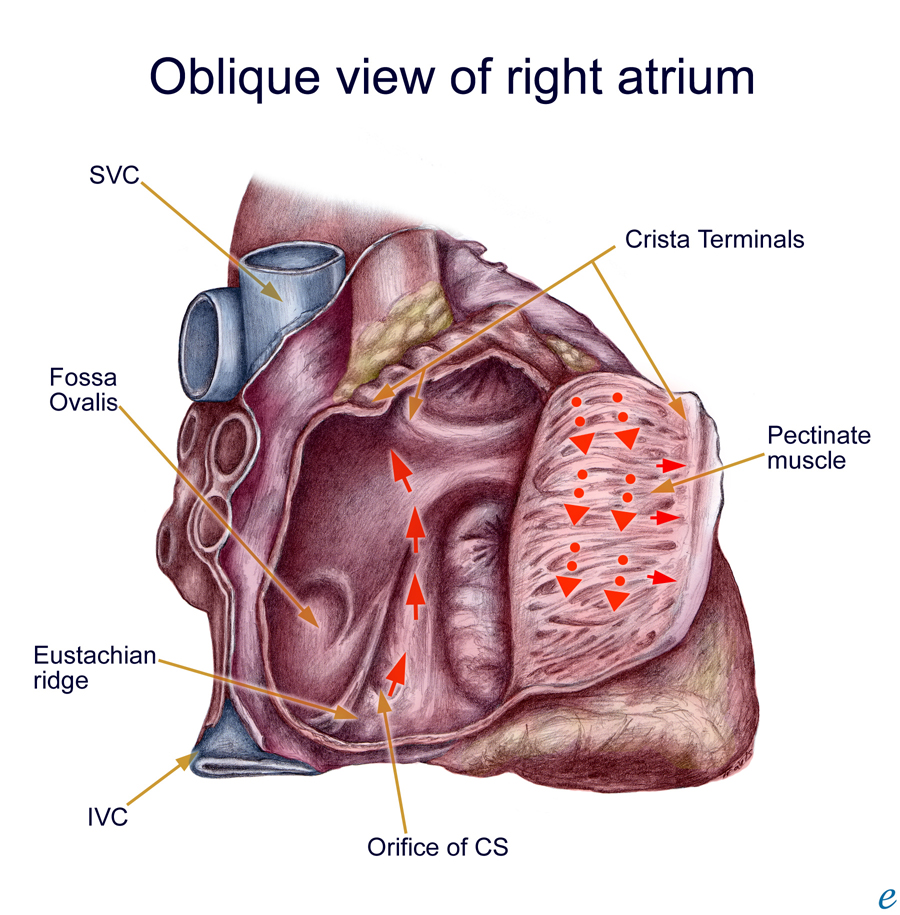 Oblique view of right atrium
SVC
Crista Terminals
Fossa
Ovalis
Pectinate
muscle
Eustachian
ridge
IVC
Orifice of CS
e